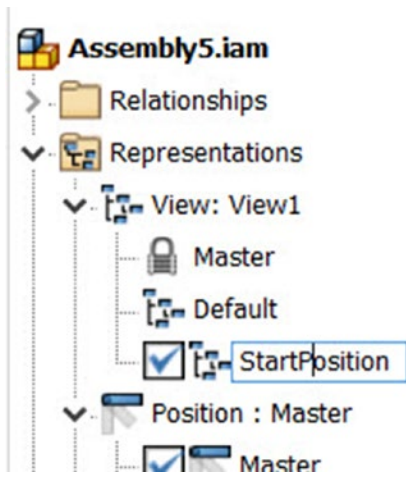 Assembly5.iam
Relationships
Representations
View: View1
Master
Default
StartPosition
Position : Master
Master